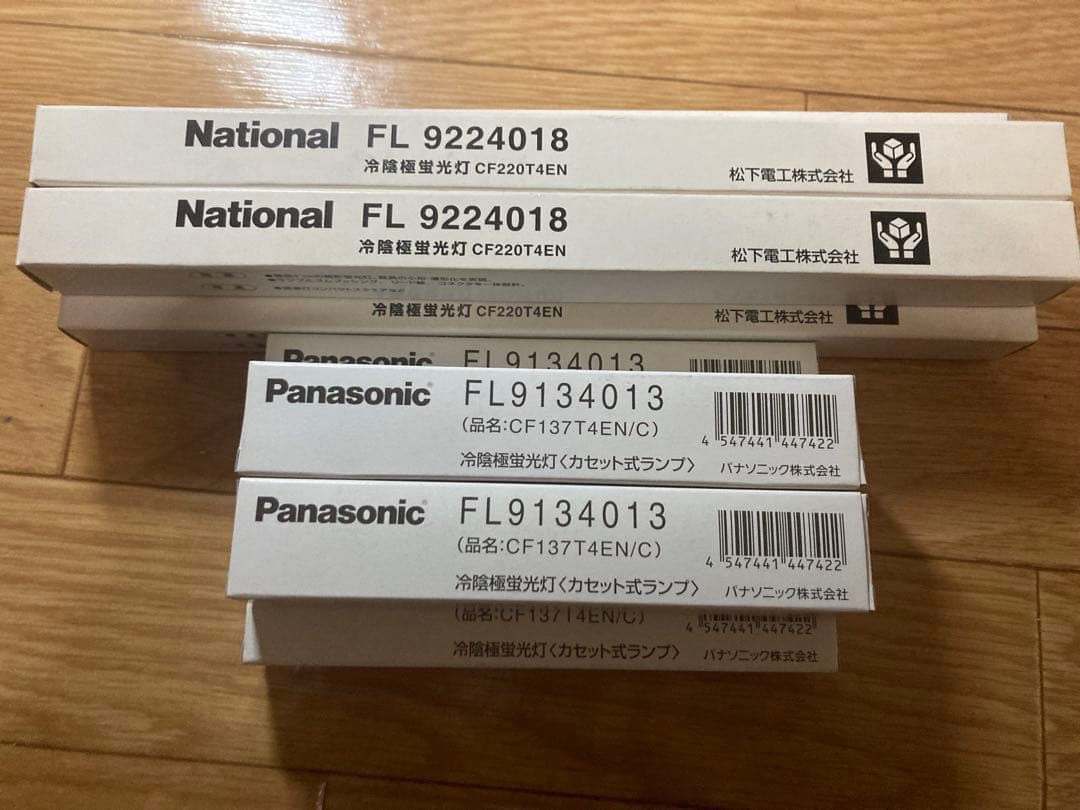 National FL 9224018
冷陰極蛍光灯 CF220T4EN
松下電工株式会社
National FL 9224018
冷陰極蛍光灯 CF220T4EN
松下電工株式会社
冷陰極蛍光灯 CF220T4EN
松下電工株式会社
Panasonic FL9134013
Panasonic FL9134013
(品名:CF137T4EN/C)
4 547441 447422
冷陰極蛍光灯〈カセット式ランプ〉 パナソニック株式会社
Panasonic FL9134013
(品名:CF137T4EN/C)
4 547441 447422
冷陰極蛍光灯〈カセット式ランプ〉 パナソニック株式会社
(品名:CF137T4EN/C)
4 547441 447422
冷陰極蛍光灯〈カセット式ランプ〉 パナソニック株式会社